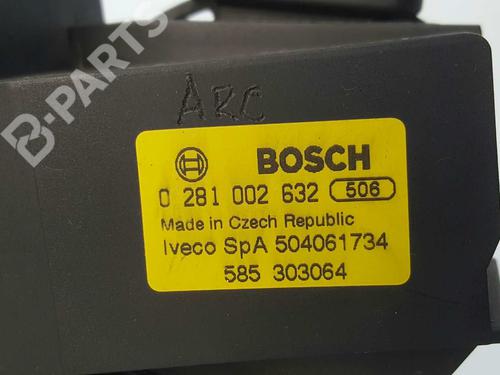 B-PARTS
ARC
BOSCH
0 281 002 632 506
Made in Czech Republic
Iveco SpA 504061734
585 303064